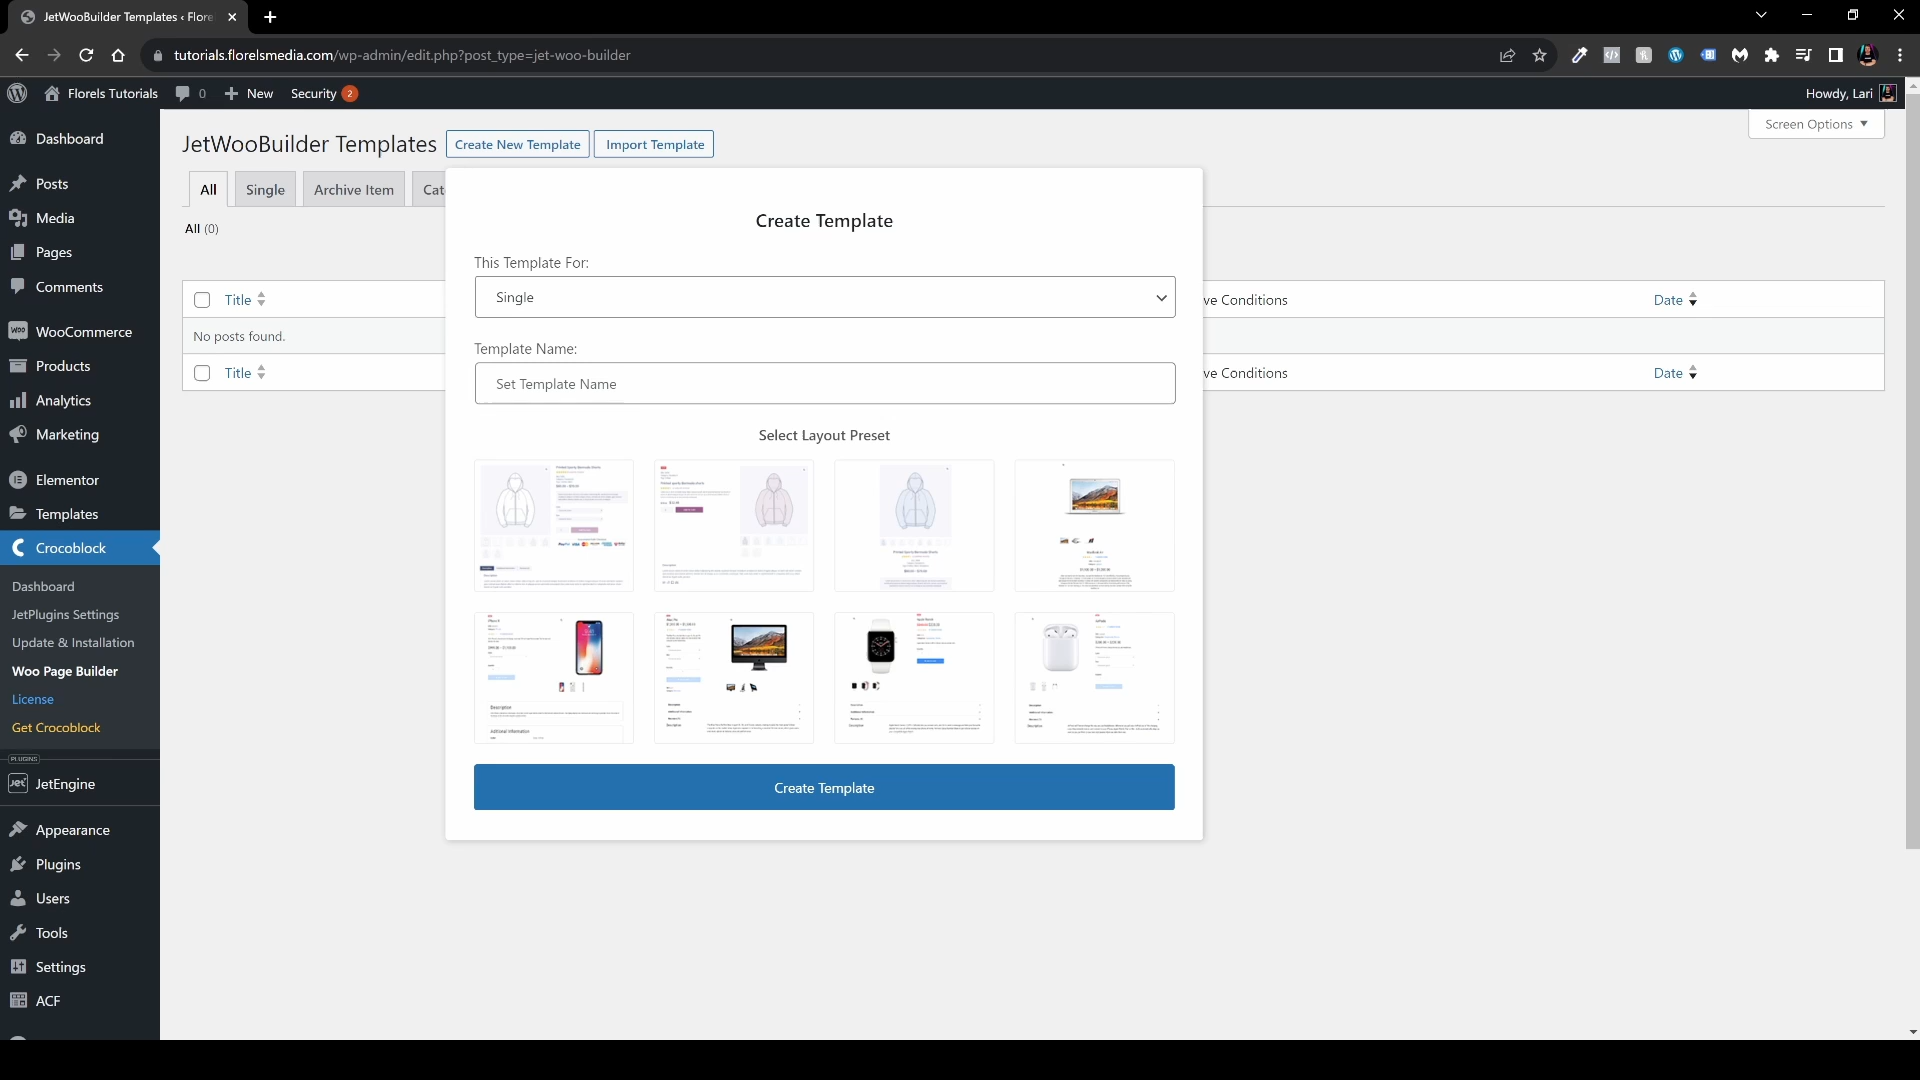 JetWooBuilder Templates ‹ Flore
tutorials.florelsmedia.com/wp-admin/edit.php?post_type=jet-woo-builder
Florels Tutorials
0
New
Security 2
Howdy, Lari
Dashboard
Posts
Media
Pages
Comments
WooCommerce
Products
Analytics
Marketing
Elementor
Templates
Crocoblock
Dashboard
JetPlugins Settings
Update & Installation
Woo Page Builder
License
Get Crocoblock
PLUGINS
JetEngine
Appearance
Plugins
Users
Tools
Settings
ACF
JetWooBuilder Templates
Create New Template
Import Template
Screen Options
All
Single
Archive Item
Cat
All (0)
Title
ve Conditions
Date
No posts found.
Title
ve Conditions
Date
Create Template
This Template For:
Single
Template Name:
Set Template Name
Select Layout Preset
Create Template